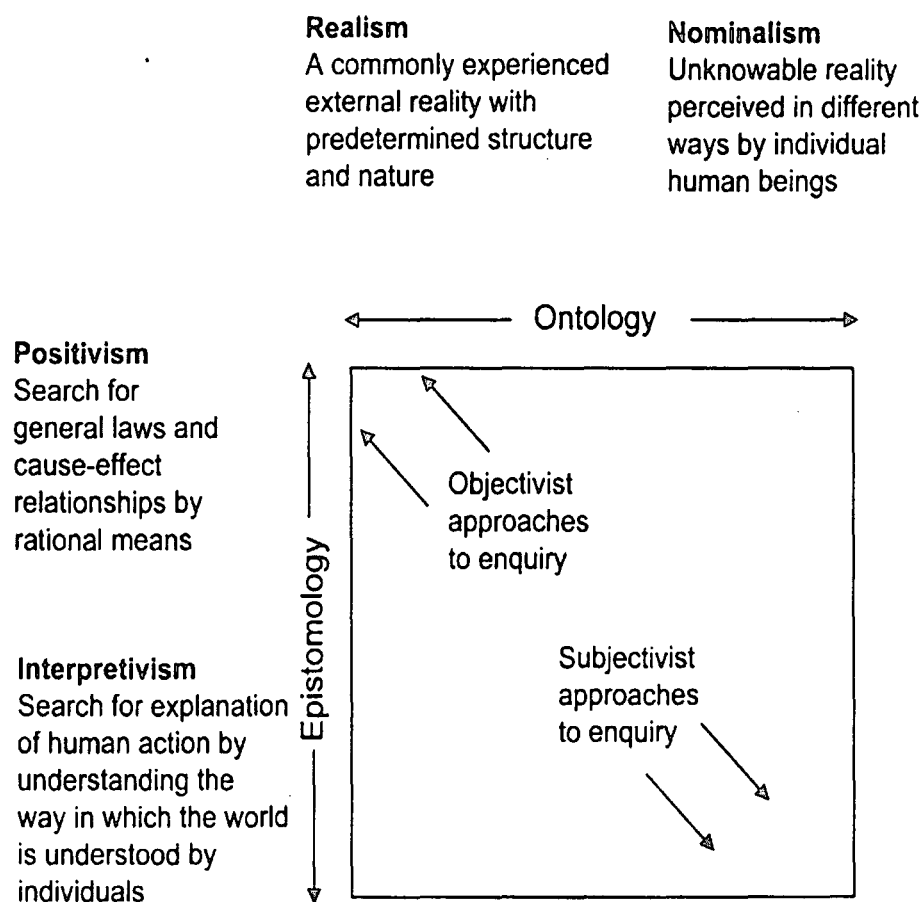 Realism
A commonly experienced
external reality with
predetermined structure
and nature
Nominalism
Unknowable reality
perceived in different
ways by individual
human beings
Ontology
Positivism
Search for
general laws and
cause-effect
relationships by
rational means
Epistomology
Objectivist
approaches
to enquiry
Interpretivism
Search for explanation
of human action by
understanding the
way in which the world
is understood by
individuals
Subjectivist
approaches
to enquiry